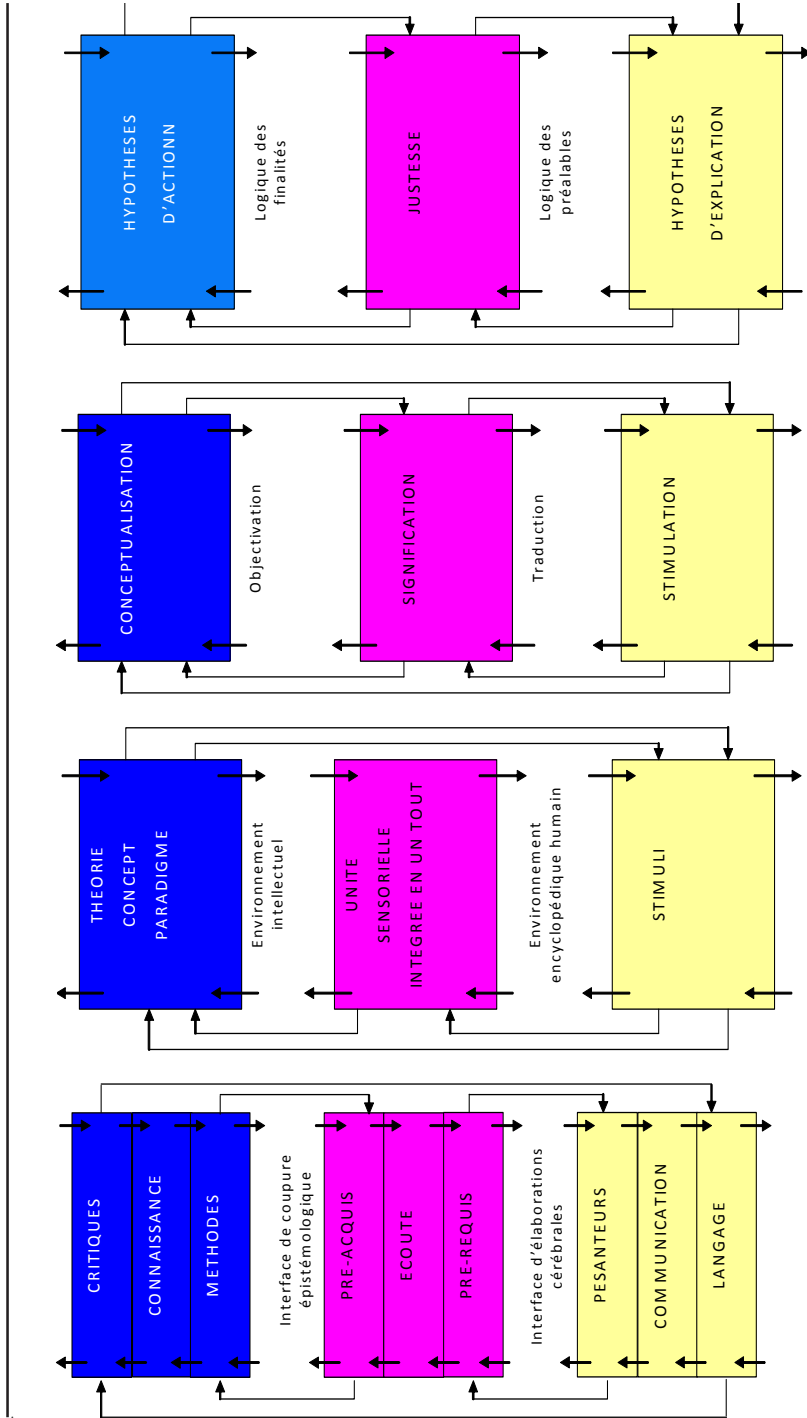 CRITIQUES
CONNAISSANCE
METHODES
Interface de coupure
épistémologique
PRE-ACQUIS
ECOUTE
PRE-REQUIS
Interface d'élaborations
cérébrales
PESANTEURS
COMMUNICATION
LANGAGE
THEORIE
CONCEPT
PARADIGME
Environnement
intellectuel
UNITE
SENSORIELLE
INTEGREE EN UN TOUT
Environnement
encyclopédique humain
STIMULI
CONCEPTUALISATION
Objectivation
SIGNIFICATION
Traduction
STIMULATION
HYPOTHESES
D'ACTIONN
Logique des
finalités
JUSTESSE
Logique des
préalables
HYPOTHESES
D'EXPLICATION